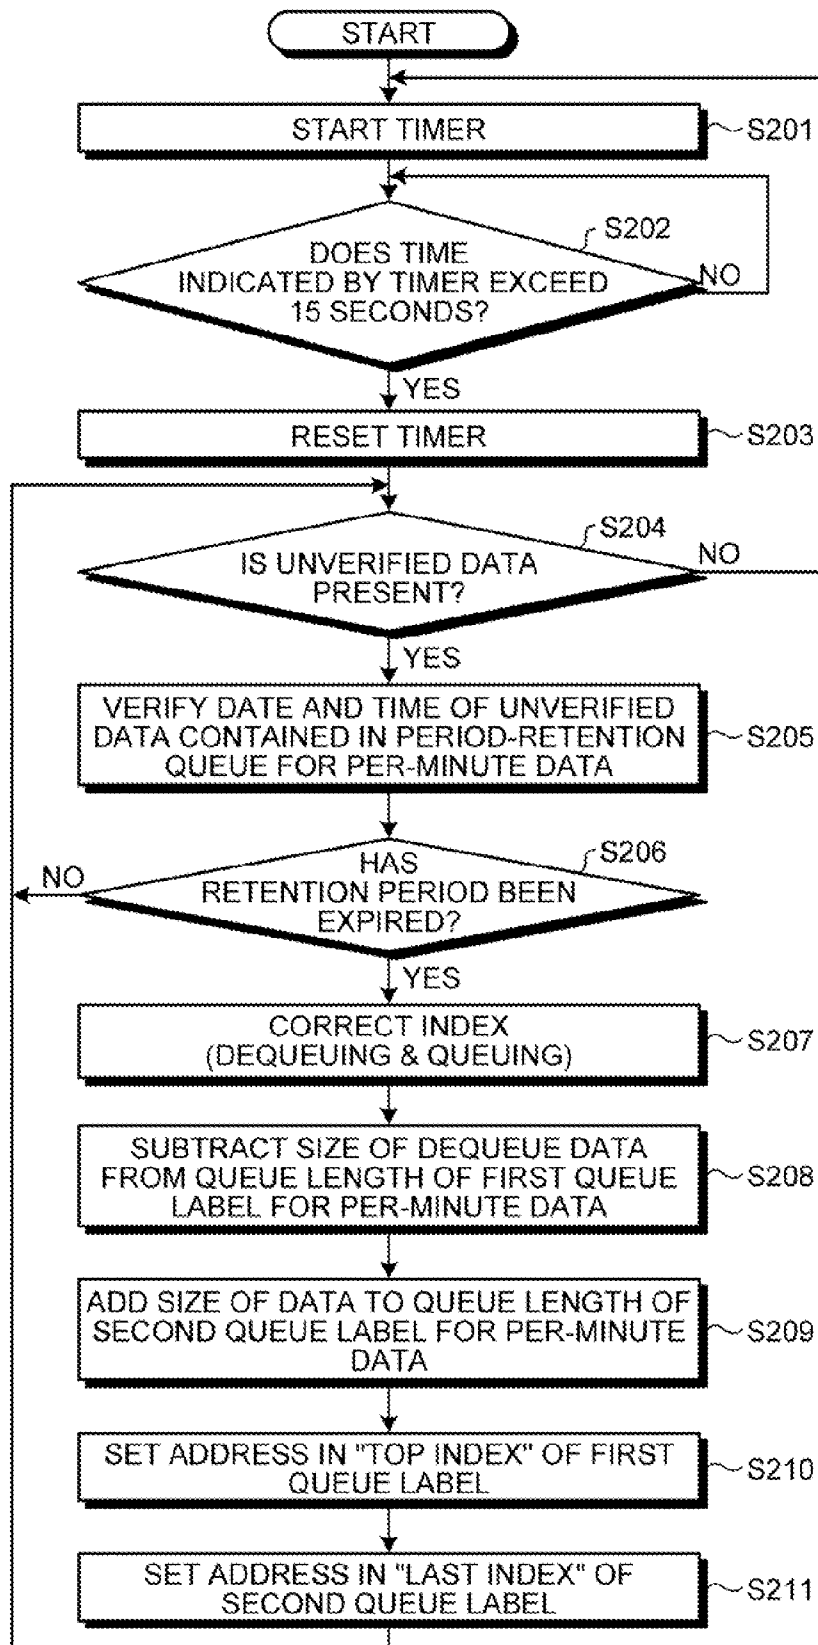 START
START TIMER
S201
S202
DOES TIME
INDICATED BY TIMER EXCEED
15 SECONDS?
NO
YES
RESET TIMER
S203
S204
IS UNVERIFIED DATA
PRESENT?
NO
YES
VERIFY DATE AND TIME OF UNVERIFIED
DATA CONTAINED IN PERIOD-RETENTION
QUEUE FOR PER-MINUTE DATA
S205
S206
HAS
RETENTION PERIOD BEEN
EXPIRED?
NO
YES
CORRECT INDEX
(DEQUEUING & QUEUING)
S207
SUBTRACT SIZE OF DEQUEUE DATA
FROM QUEUE LENGTH OF FIRST QUEUE
LABEL FOR PER-MINUTE DATA
S208
ADD SIZE OF DATA TO QUEUE LENGTH OF
SECOND QUEUE LABEL FOR PER-MINUTE
DATA
S209
SET ADDRESS IN "TOP INDEX" OF FIRST
QUEUE LABEL
S210
SET ADDRESS IN "LAST INDEX" OF
SECOND QUEUE LABEL
S211